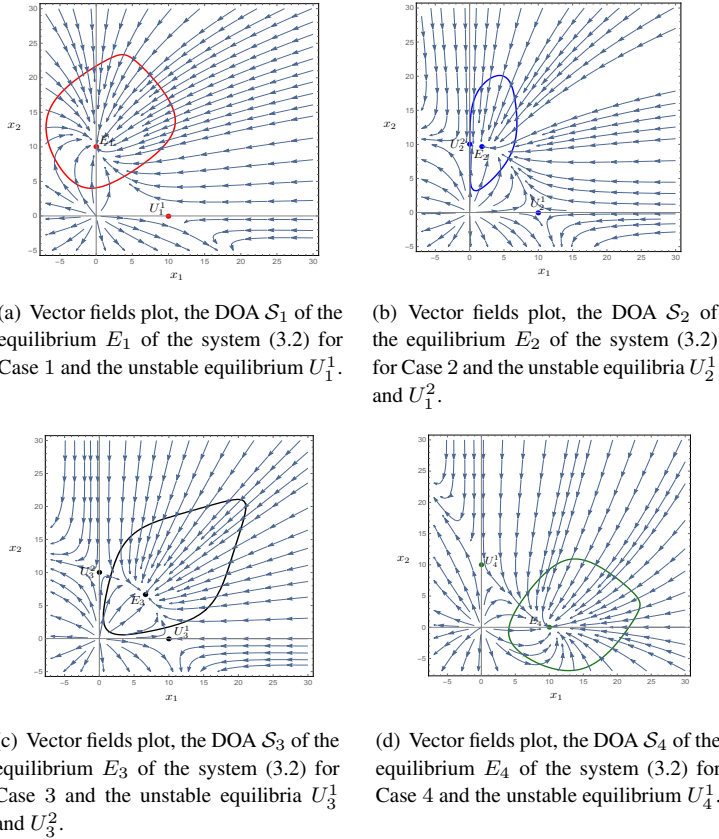 30
25
20
15
x₂
10
5
0
−5
E₁
U₁¹
−5 0 5 10 15 20 25 30
x₁
30
25
20
15
x₂
10
5
0
−5
U₂²
E₂
U₂¹
−5 0 5 10 15 20 25 30
x₁
(a) Vector fields plot, the DOA 𝒮₁ of the
equilibrium E₁ of the system (3.2) for
Case 1 and the unstable equilibrium U₁¹.
(b) Vector fields plot, the DOA 𝒮₂ of
the equilibrium E₂ of the system (3.2)
for Case 2 and the unstable equilibria U₂¹
and U₁².
30
25
20
15
x₂
10
5
0
−5
U₃²
E₃
U₃¹
−5 0 5 10 15 20 25 30
x₁
30
25
20
15
x₂
10
5
0
−5
U₄¹
E₄
−5 0 5 10 15 20 25 30
x₁
(c) Vector fields plot, the DOA 𝒮₃ of the
equilibrium E₃ of the system (3.2) for
Case 3 and the unstable equilibria U₃¹
and U₃².
(d) Vector fields plot, the DOA 𝒮₄ of the
equilibrium E₄ of the system (3.2) for
Case 4 and the unstable equilibrium U₄¹.